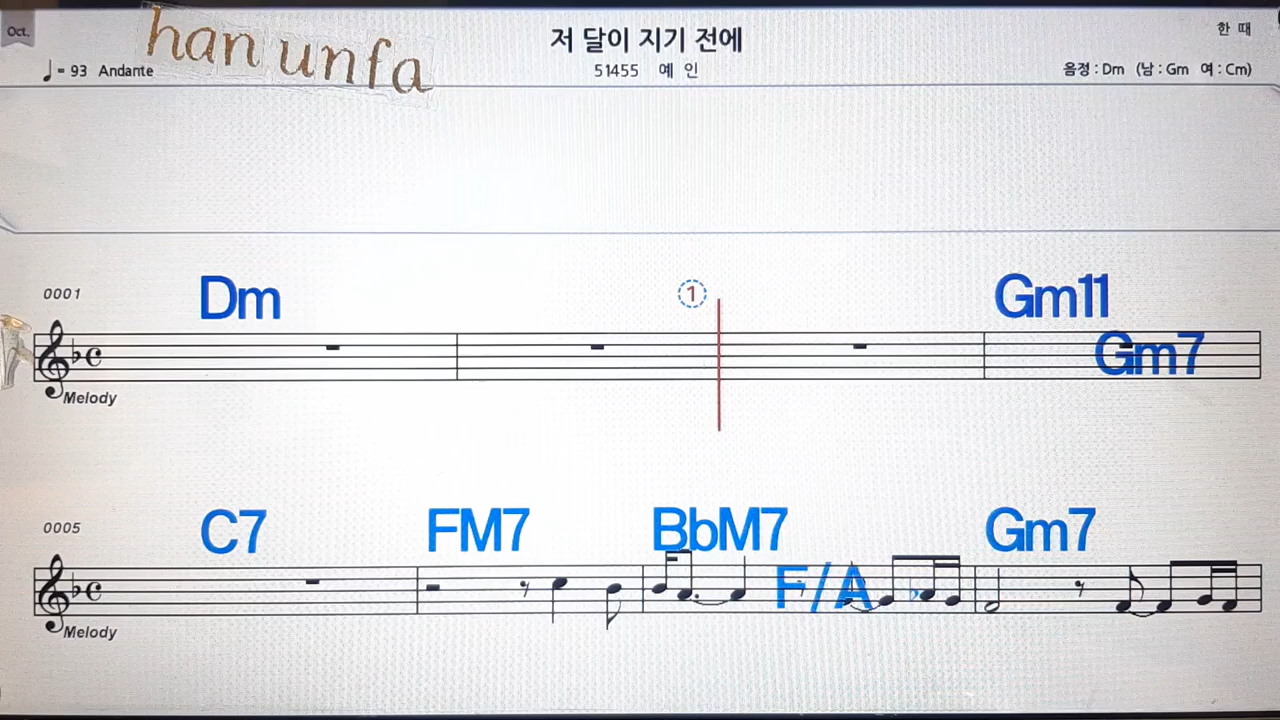 Oct.
han unfa
저 달이 지기 전에
한 때
♩= 93 Andante
51455 예 인
음정 : Dm (남 : Gm 여 : Cm)
0001
Dm
1
Gm11
Gm7
Melody
0005
C7
FM7
BbM7
F/A
Gm7
Melody